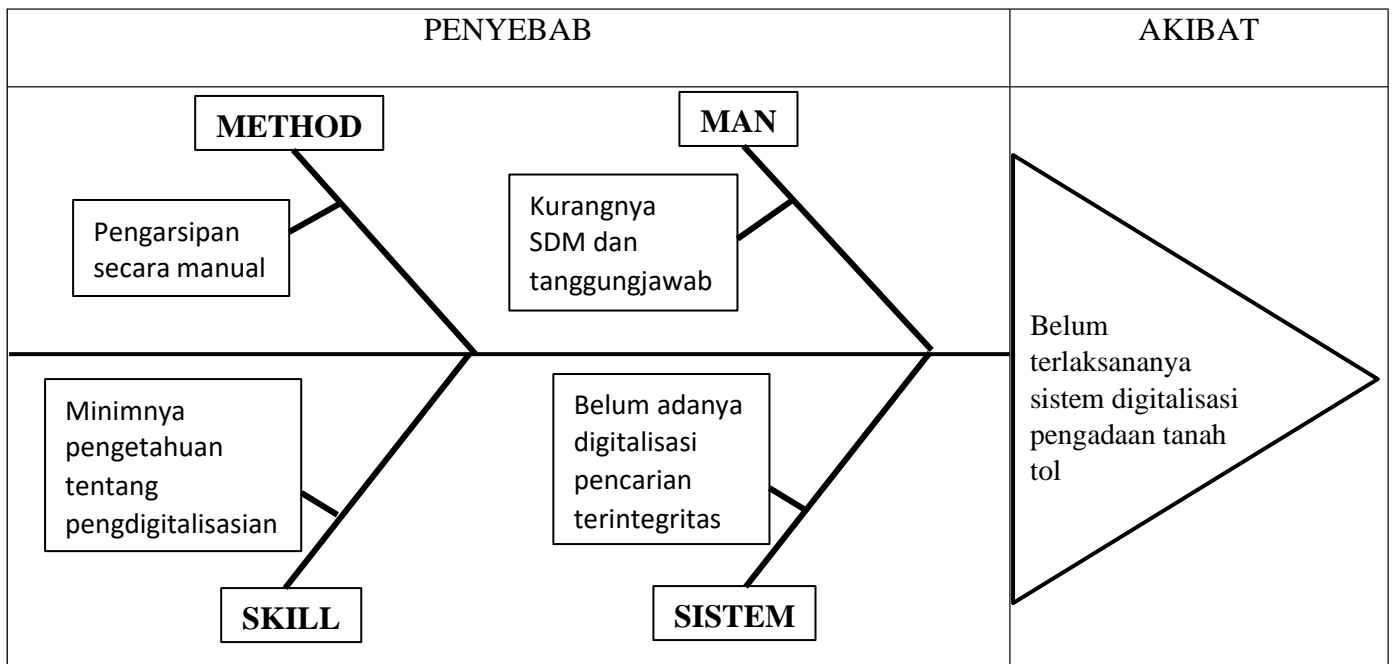 PENYEBAB
AKIBAT
METHOD
MAN
Pengarsipan
secara manual
Kurangnya
SDM dan
tanggungjawab
Minimnya
pengetahuan
tentang
pengdigitalisasian
Belum adanya
digitalisasi
pencarian
terintegritas
SKILL
SISTEM
Belum
terlaksananya
sistem digitalisasi
pengadaan tanah
tol